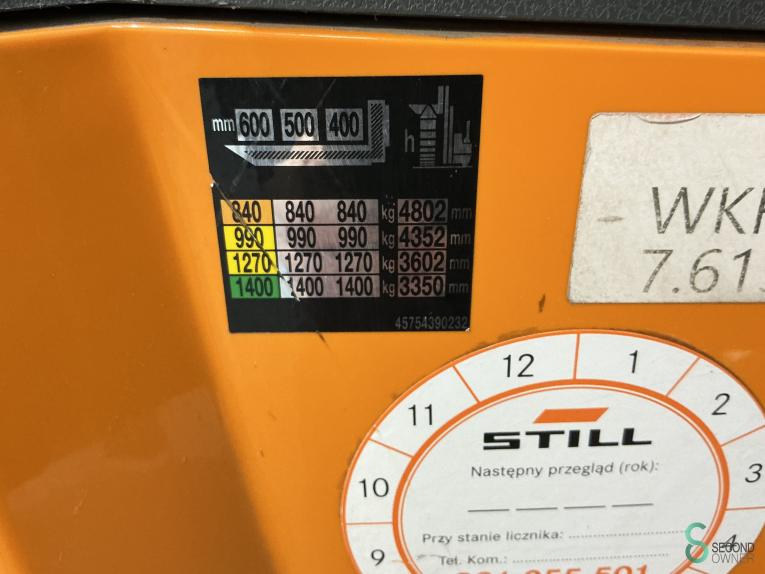 mm 600 500 400
h
840 840 840 kg 4802 mm
990 990 990 kg 4352 mm
1270 1270 1270 kg 3602 mm
1400 1400 1400 kg 3350 mm
45754390232
7.61
12 1
11 2
10 3
9 4
STILL
Następny przegląd (rok):
Przy stanie licznika:
Tel. Kom.:
SECOND
OWNER